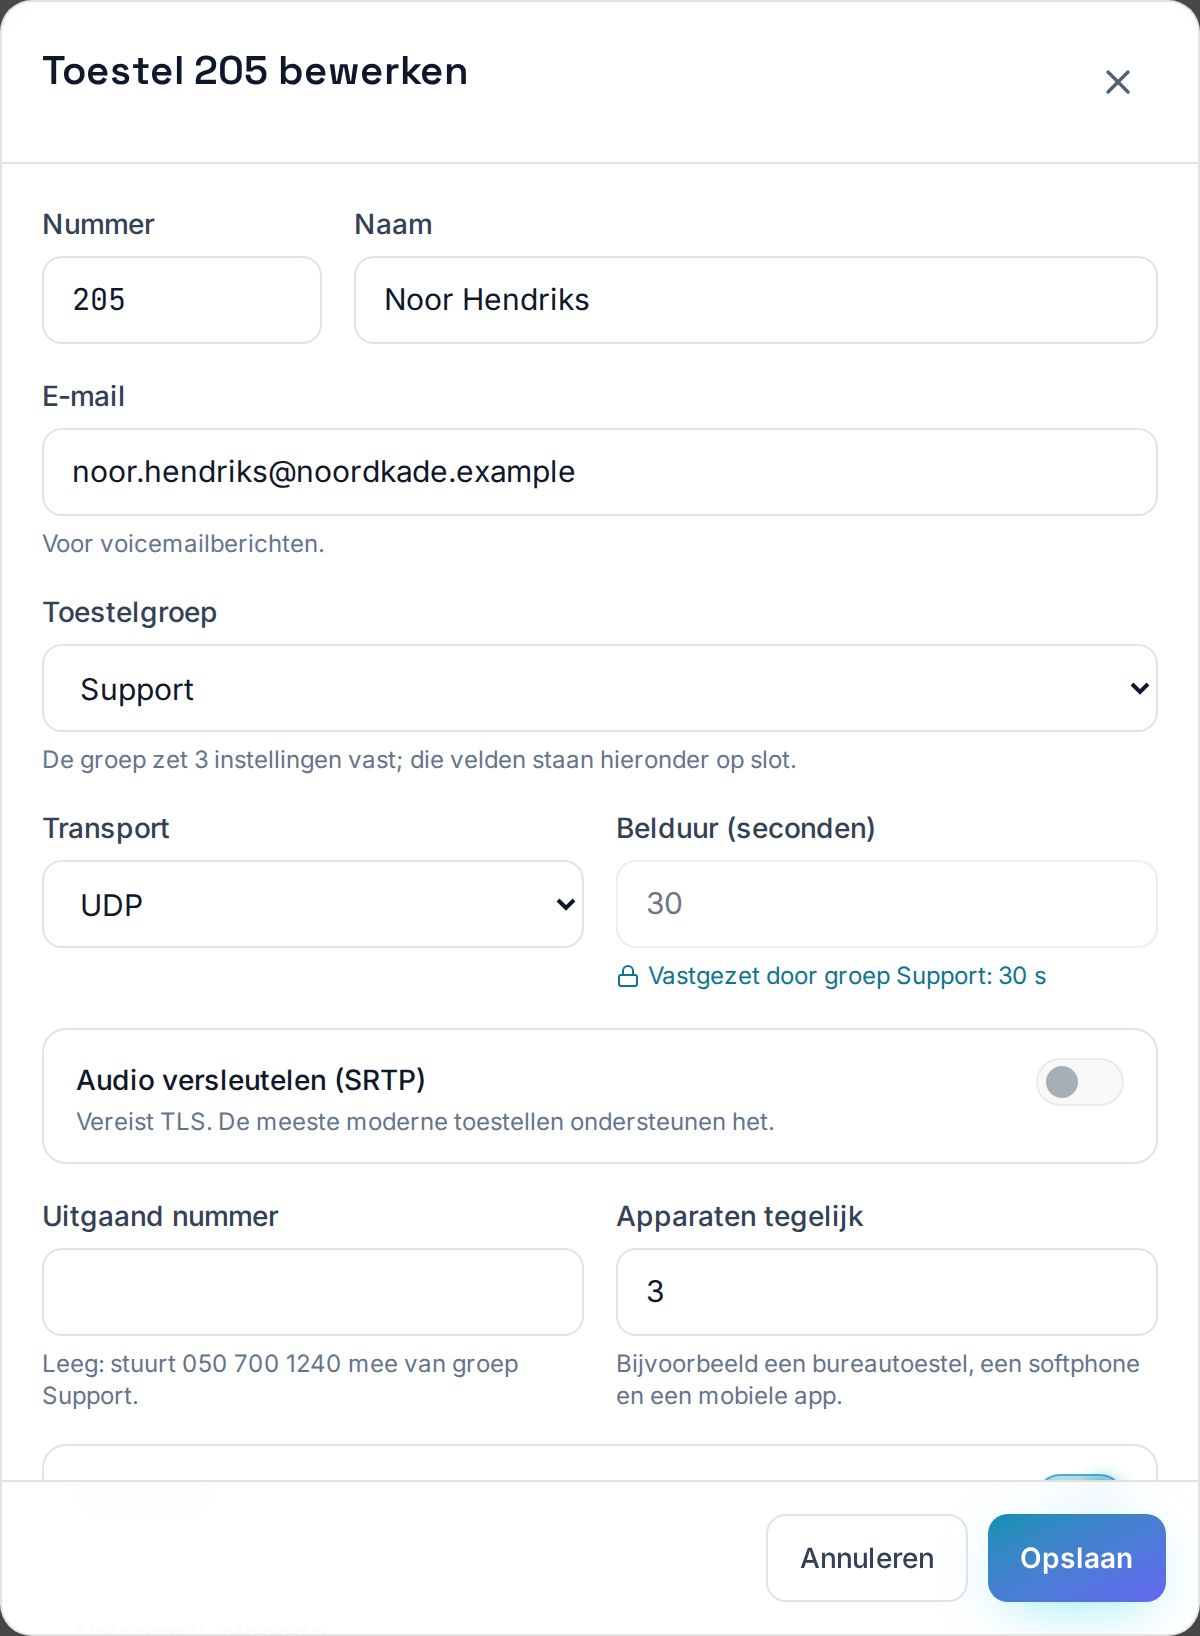 Toestel 205 bewerken
Nummer
Naam
205
Noor Hendriks
E-mail
noor.hendriks@noordkade.example
Voor voicemailberichten.
Toestelgroep
Support
De groep zet 3 instellingen vast; die velden staan hieronder op slot.
Transport
Belduur (seconden)
UDP
30
Vastgezet door groep Support: 30 s
Audio versleutelen (SRTP)
Vereist TLS. De meeste moderne toestellen ondersteunen het.
Uitgaand nummer
Apparaten tegelijk
3
Leeg: stuurt 050 700 1240 mee van groep
Support.
Bijvoorbeeld een bureautoestel, een softphone
en een mobiele app.
Annuleren
Opslaan